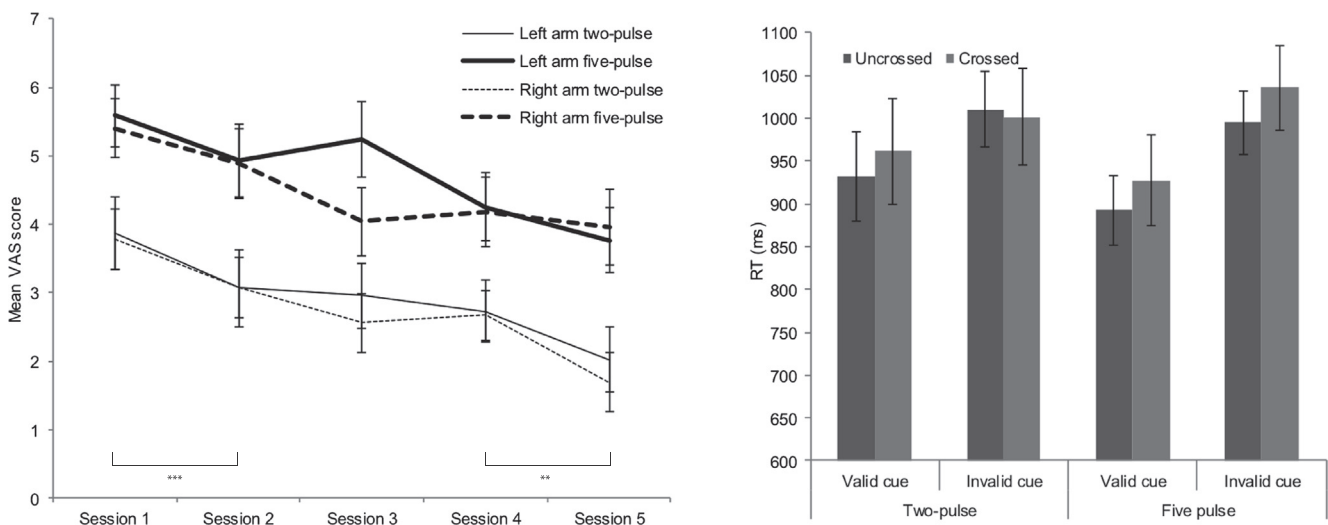 7
6
5
4
3
2
1
0
Mean VAS score
Left arm two-pulse
Left arm five-pulse
Right arm two-pulse
Right arm five-pulse
***
**
Session 1 Session 2 Session 3 Session 4 Session 5
1100
1050
1000
950
900
850
800
750
700
650
600
RT (ms)
Uncrossed Crossed
Valid cue Invalid cue Valid cue Invalid cue
Two-pulse Five pulse